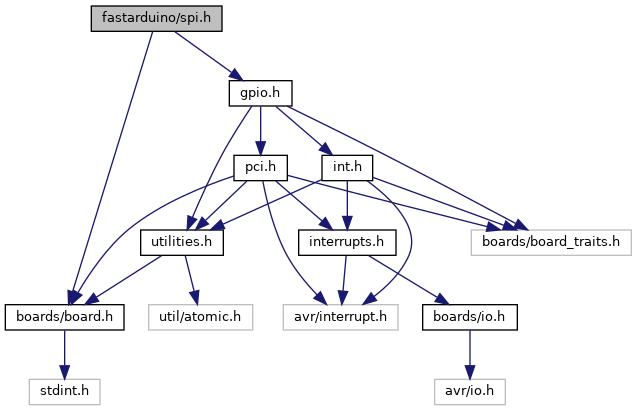 fastarduino/spi.h
gpio.h
pci.h
int.h
utilities.h
interrupts.h
boards/board_traits.h
boards/board.h
util/atomic.h
avr/interrupt.h
boards/io.h
stdint.h
avr/io.h